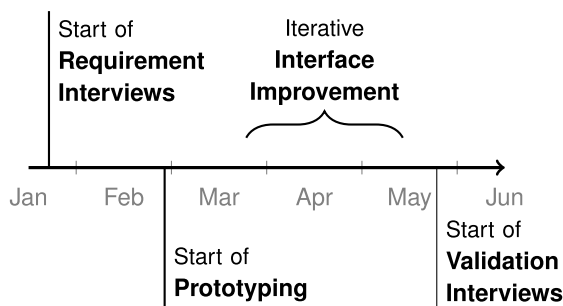 Start of
Requirement
Interviews
Iterative
Interface
Improvement
Jan Feb Mar Apr May Jun
Start of
Prototyping
Start of
Validation
Interviews